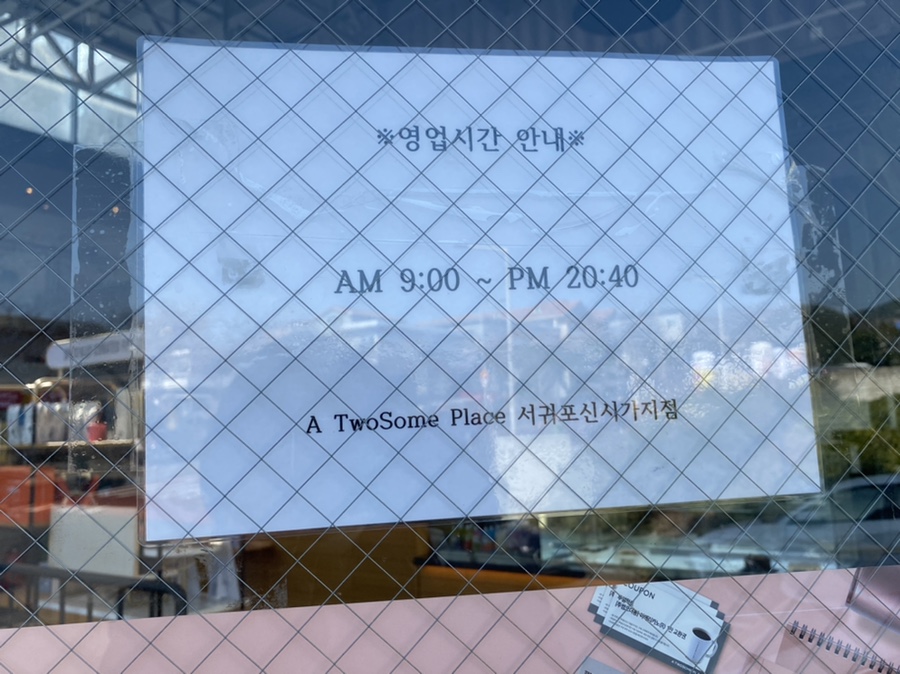 ※영업시간 안내※
AM 9:00 ~ PM 20:40
A TwoSome Place 서귀포신시가지점
OUPON